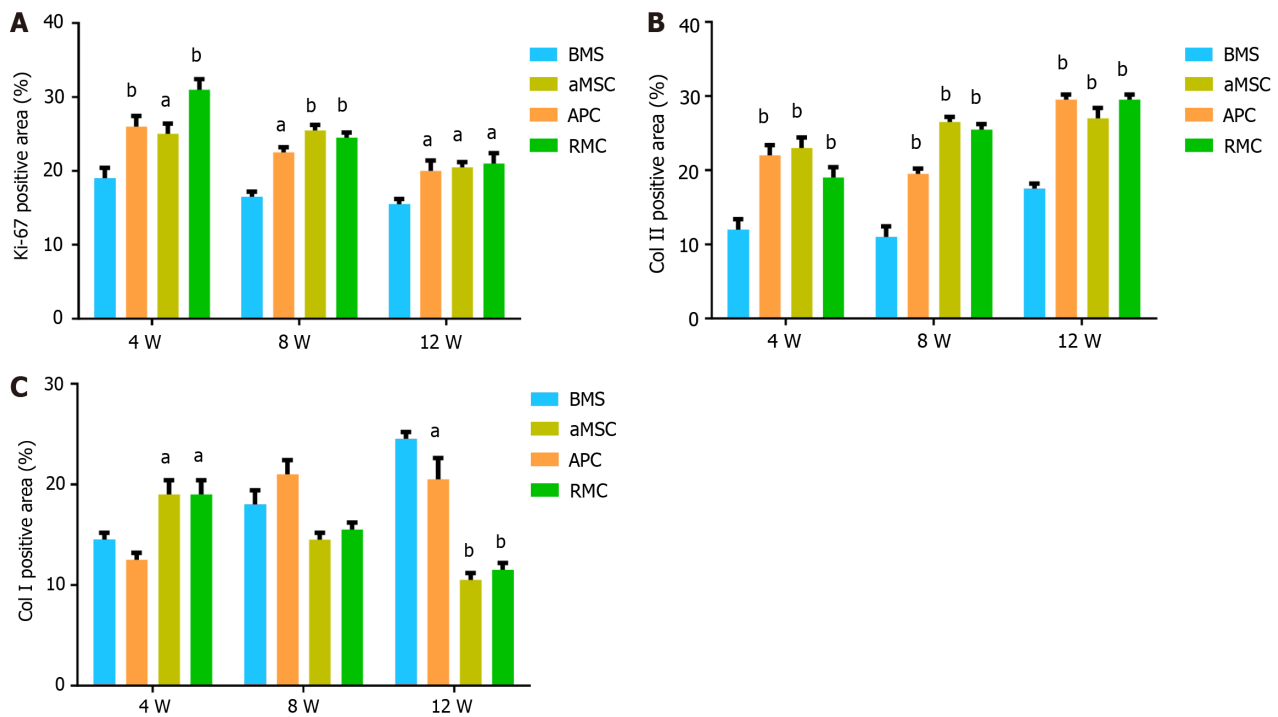 A
Ki-67 positive area (%)
40
30
20
10
0
b
a
b
a
b
b
a
a
a
4 W
8 W
12 W
BMS
aMSC
APC
RMC
B
Col II positive area (%)
40
30
20
10
0
b
b
b
b
b
b
b
b
b
4 W
8 W
12 W
BMS
aMSC
APC
RMC
C
Col I positive area (%)
30
20
10
0
a
a
a
b
b
4 W
8 W
12 W
BMS
aMSC
APC
RMC